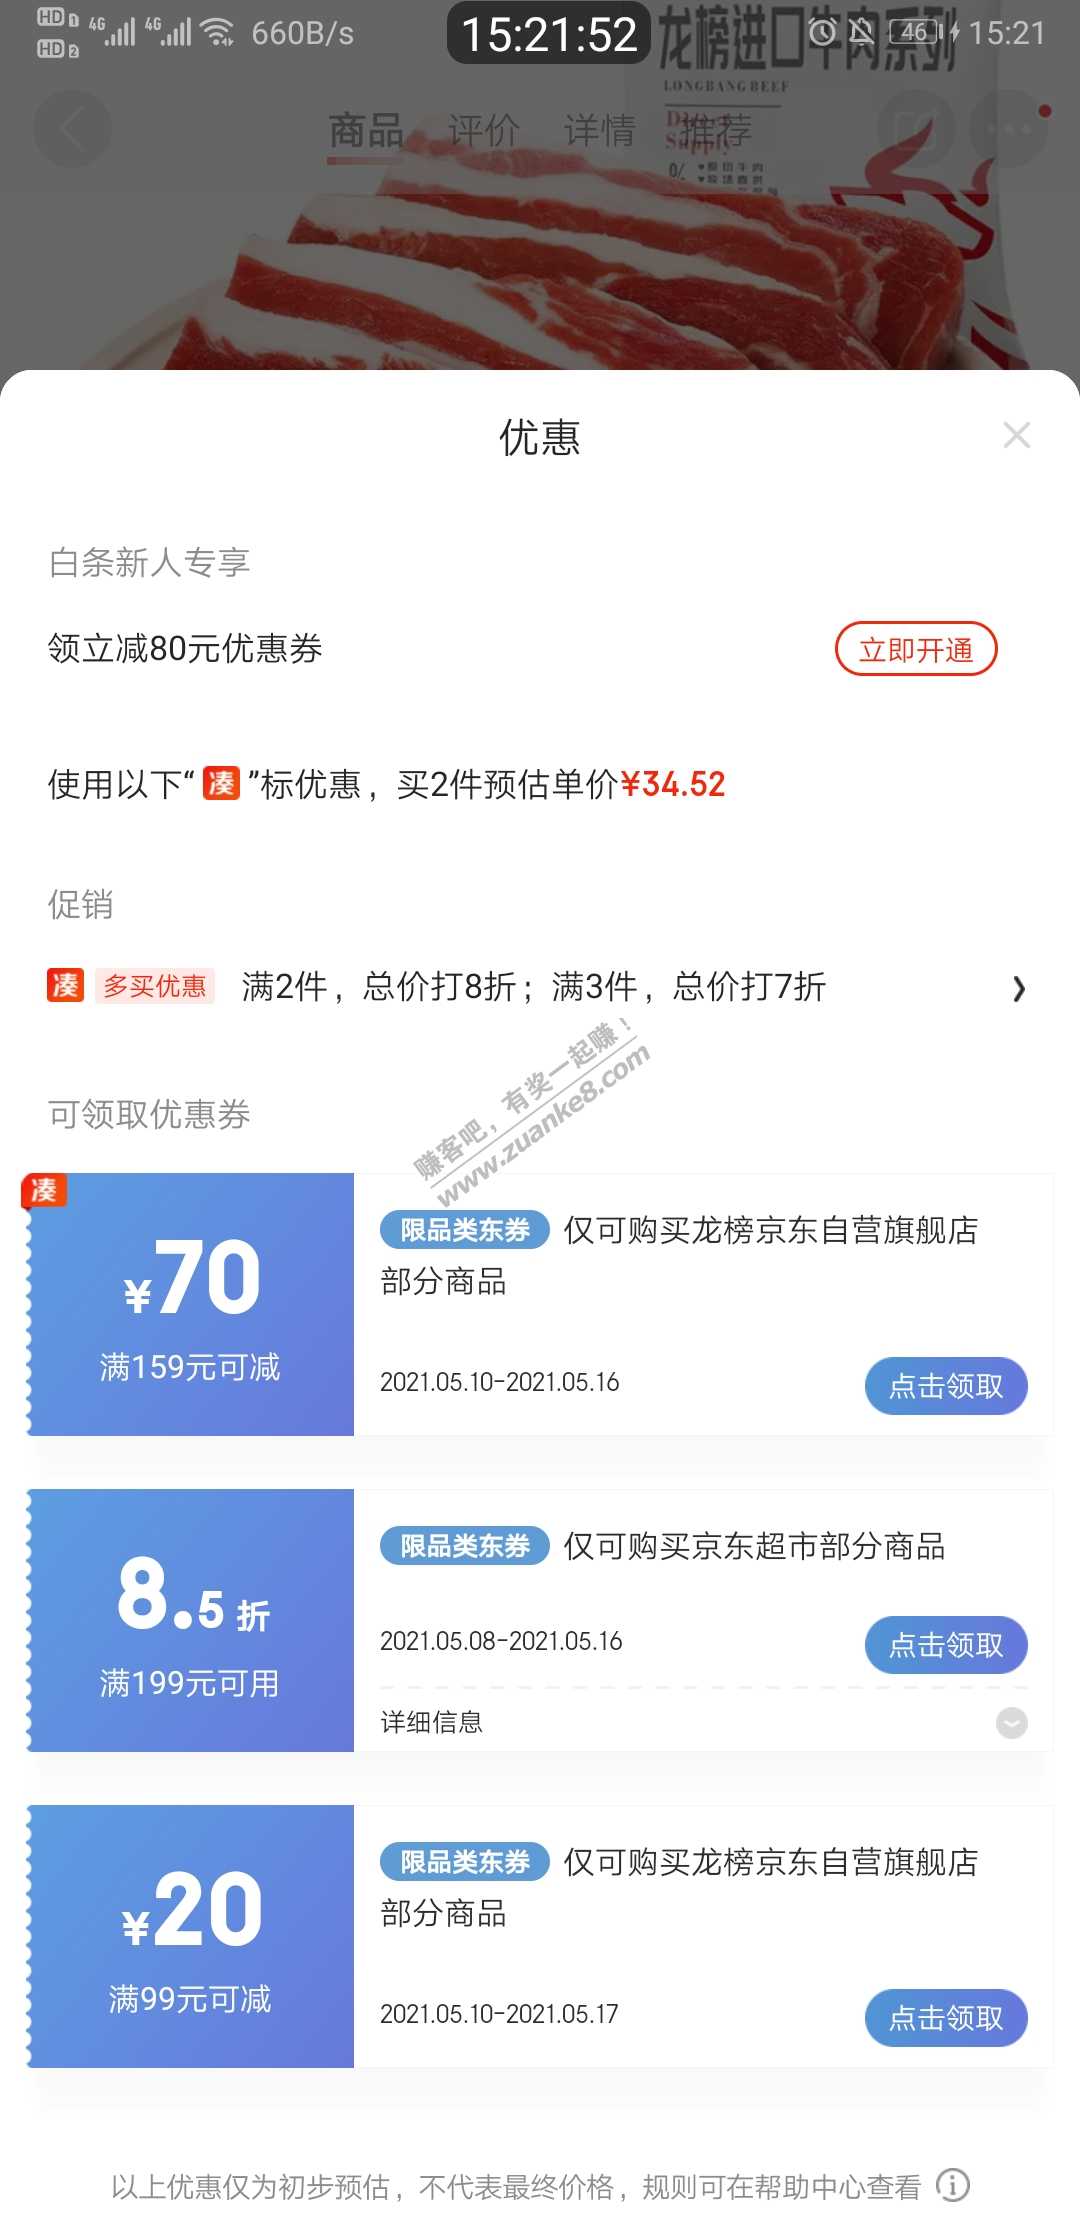 HD 1 4G 4G 660B/s 15:21:52 46 15:21
HD 2
龙榜进口牛肉系列
LONGBANG BEEF
商品 评价 详情 推荐
优惠
白条新人专享
领立减80元优惠券 立即开通
使用以下“凑”标优惠，买2件预估单价¥34.52
促销
凑 多买优惠 满2件，总价打8折；满3件，总价打7折
赚客吧，有奖一起赚！
www.zuanke8.com
可领取优惠券
凑
¥70
满159元可减
限品类东券 仅可购买龙榜京东自营旗舰店
部分商品
2021.05.10-2021.05.16 点击领取
8.5折
满199元可用
限品类东券 仅可购买京东超市部分商品
2021.05.08-2021.05.16 点击领取
详细信息
¥20
满99元可减
限品类东券 仅可购买龙榜京东自营旗舰店
部分商品
2021.05.10-2021.05.17 点击领取
以上优惠仅为初步预估，不代表最终价格，规则可在帮助中心查看